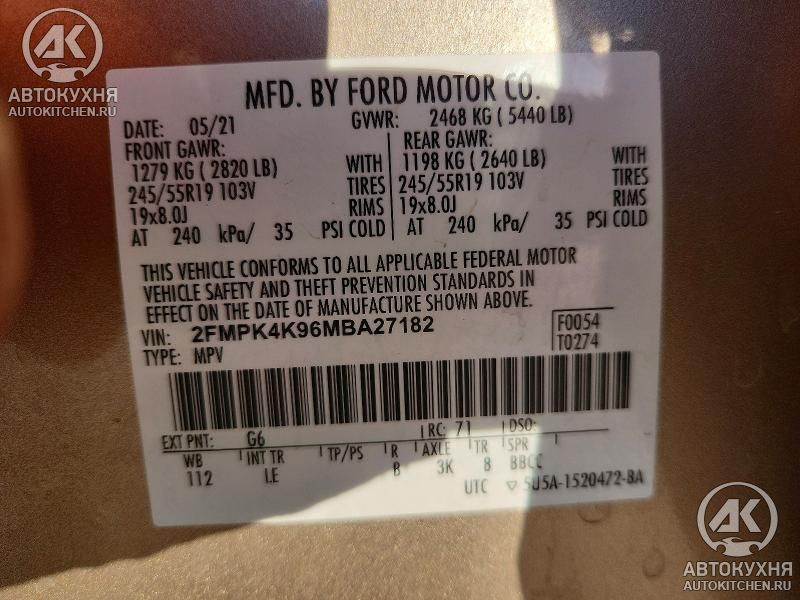 АК
АВТОКУХНЯ
AUTOKITCHEN.RU
MFD. BY FORD MOTOR CO.
DATE: 05/21 GVWR: 2468 KG ( 5440 LB)
FRONT GAWR: REAR GAWR:
1279 KG ( 2820 LB) WITH 1198 KG ( 2640 LB) WITH
245/55R19 103V TIRES 245/55R19 103V TIRES
19x8.0J RIMS 19x8.0J RIMS
AT 240 kPa/ 35 PSI COLD AT 240 kPa/ 35 PSI COLD
THIS VEHICLE CONFORMS TO ALL APPLICABLE FEDERAL MOTOR
VEHICLE SAFETY AND THEFT PREVENTION STANDARDS IN
EFFECT ON THE DATE OF MANUFACTURE SHOWN ABOVE.
VIN: 2FMPK4K96MBA27182 F0054
TYPE: MPV T0274
EXT PNT: G6 RC: 71 DSO:
WB INT TR TP/PS R AXLE TR SPR
112 LE B 3K 8 BBCC
UTC ▽ 5U5A-1520472-BA
АК
АВТОКУХНЯ
AUTOKITCHEN.RU